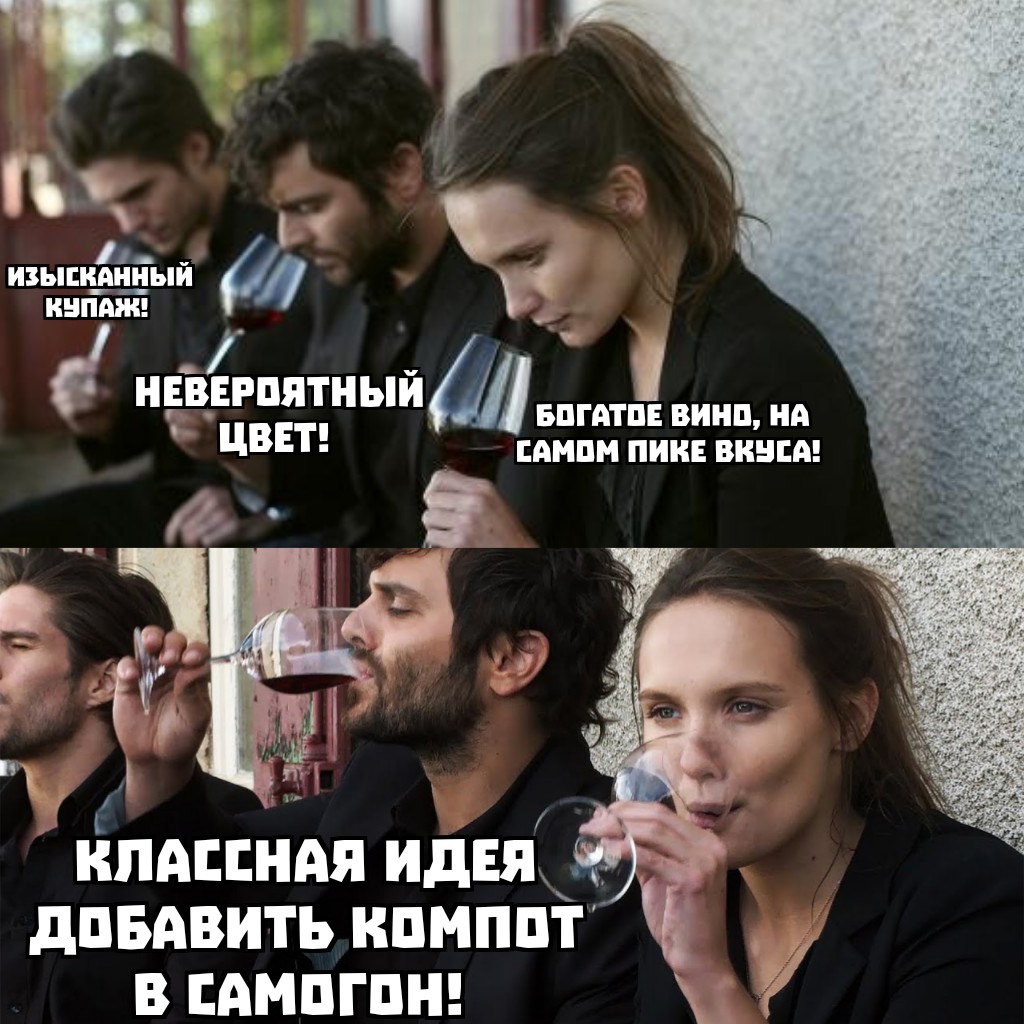 ИЗЫСКАННЫЙ
КУПАЖ!
НЕВЕРОЯТНЫЙ
ЦВЕТ!
БОГАТОЕ ВИНО, НА
САМОМ ПИКЕ ВКУСА!
КЛАССНАЯ ИДЕЯ
ДОБАВИТЬ КОМПОТ
В САМОГОН!